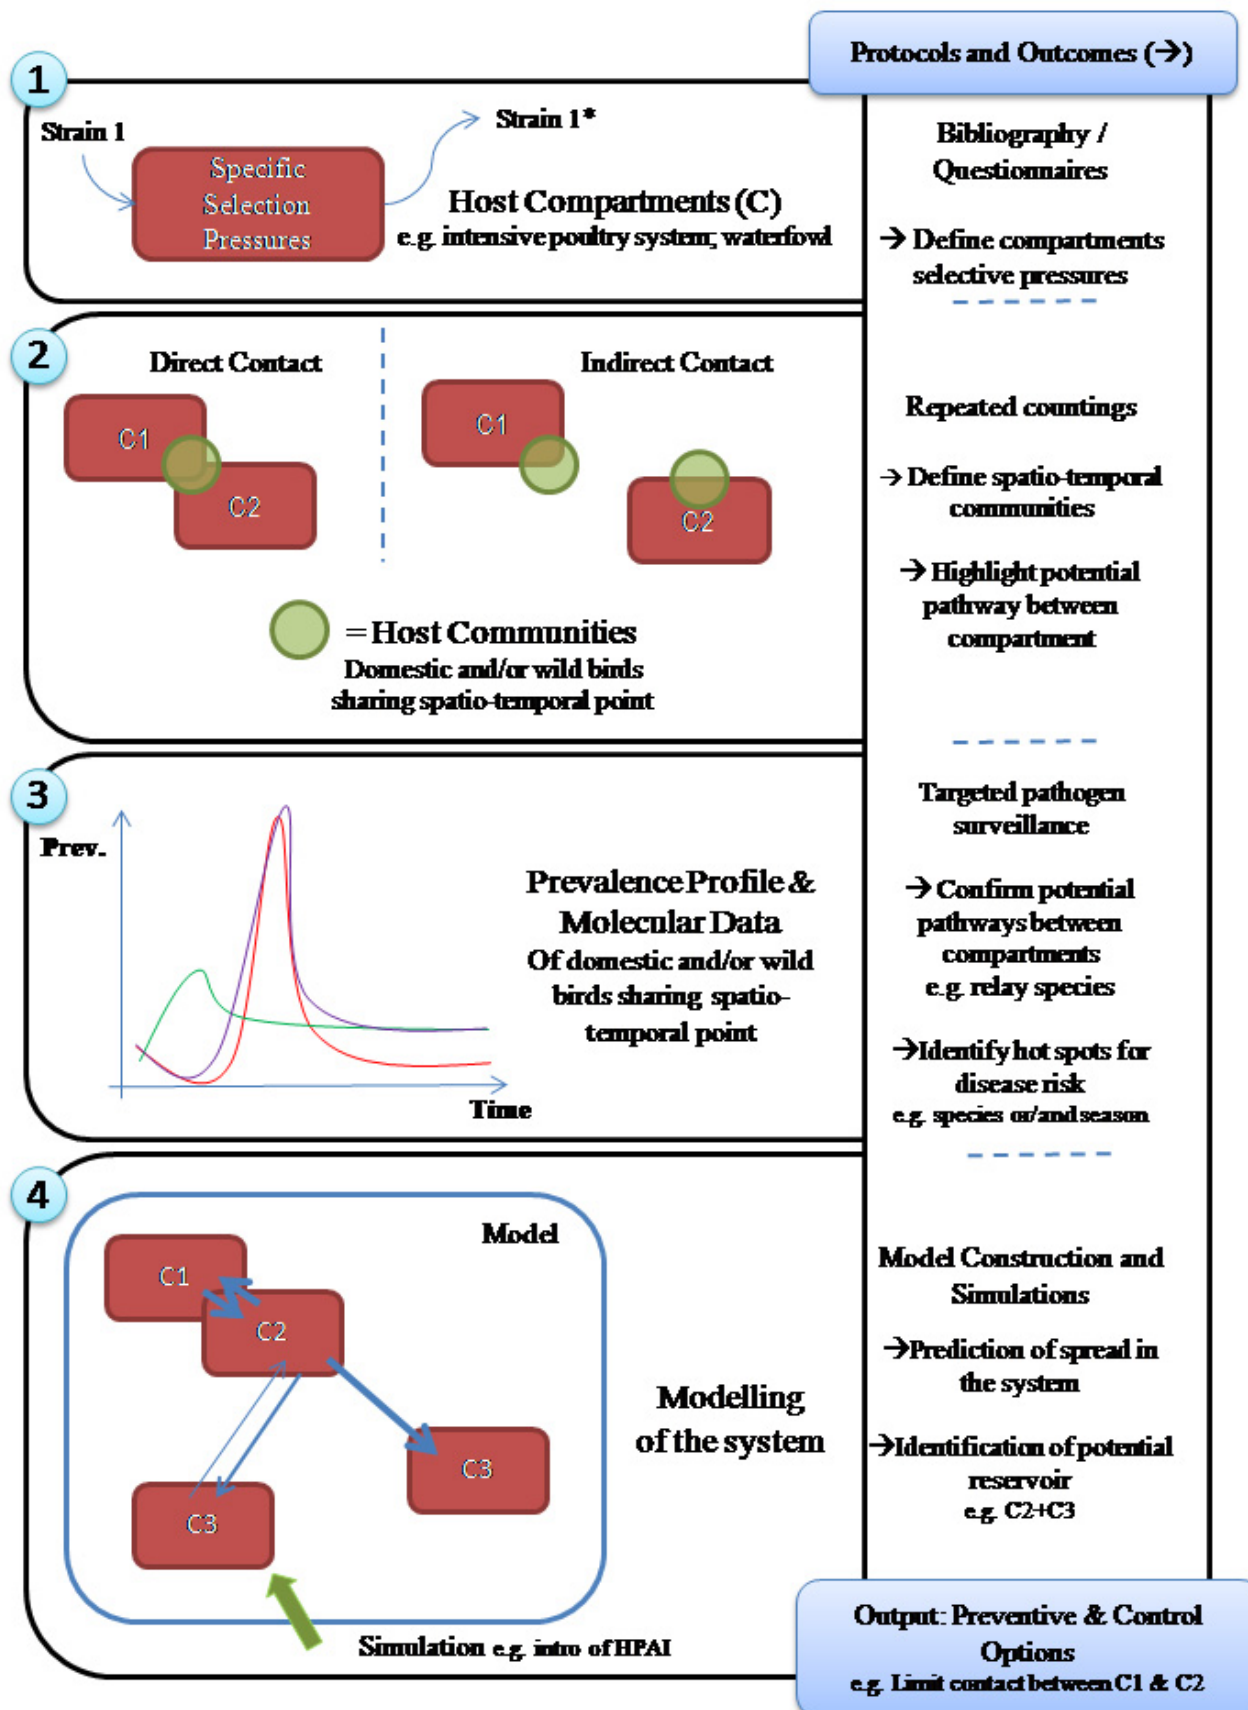 Protocols and Outcomes (→)
1
Strain 1
Strain 1*
Specific
Selection
Pressures
Host Compartments (C)
e.g. intensive poultry system; waterfowl
Bibliography /
Questionnaires
→ Define compartments
selective pressures
2
Direct Contact
Indirect Contact
C1
C2
C1
C2
= Host Communities
Domestic and/or wild birds
sharing spatio-temporal point
Repeated countings
→ Define spatio-temporal
communities
→ Highlight potential
pathway between
compartment
3
Prev.
Time
Prevalence Profile &
Molecular Data
Of domestic and/or wild
birds sharing spatio-
temporal point
Targeted pathogen
surveillance
→ Confirm potential
pathways between
compartments
e.g. relay species
→Identify hot spots for
disease risk
e.g. species or/and season
4
Model
C1
C2
C3
C3
Modelling
of the system
Simulation e.g. intro of HPAI
Model Construction and
Simulations
→Prediction of spread in
the system
→Identification of potential
reservoir
e.g. C2+C3
Output: Preventive & Control
Options
e.g. Limit contact between C1 & C2